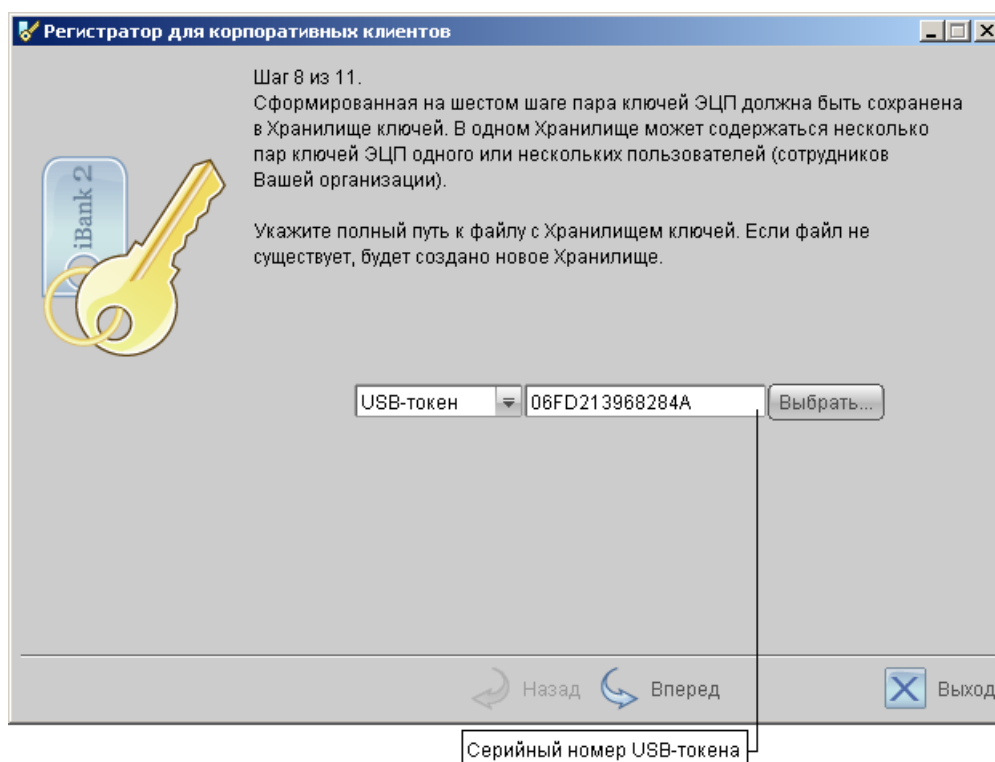 Регистратор для корпоративных клиентов
Шаг 8 из 11.
Сформированная на шестом шаге пара ключей ЭЦП должна быть сохранена
в Хранилище ключей. В одном Хранилище может содержаться несколько
пар ключей ЭЦП одного или нескольких пользователей (сотрудников
Вашей организации).
Укажите полный путь к файлу с Хранилищем ключей. Если файл не
существует, будет создано новое Хранилище.
iBank 2
USB-токен 06FD213968284A Выбрать...
Назад Вперед Выход
Серийный номер USB-токена